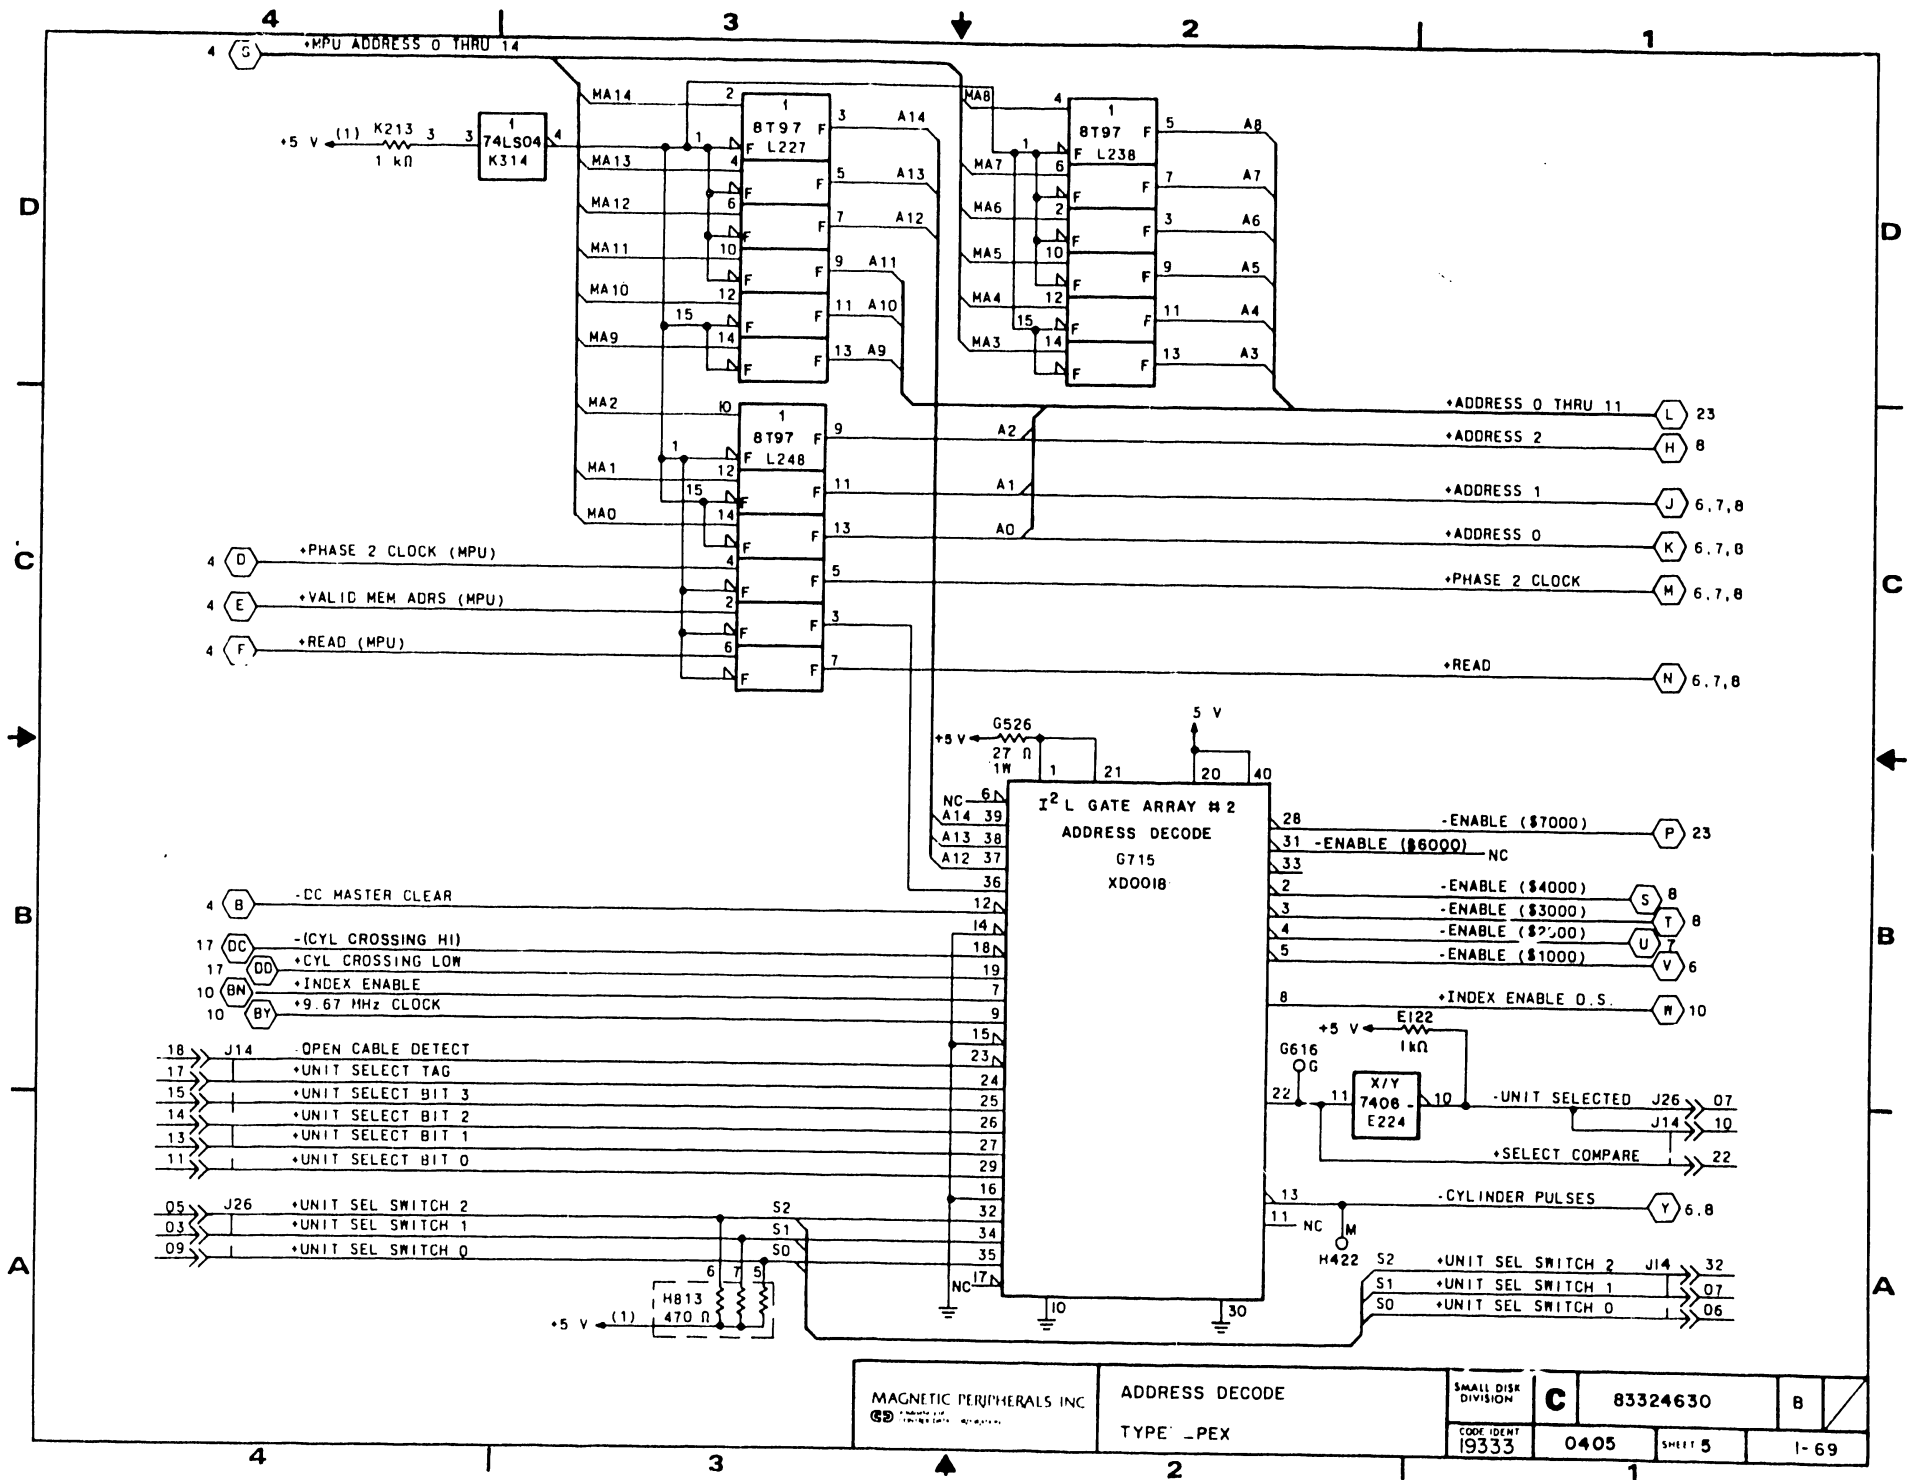 4 3 2 1
4 G +MPU ADDRESS 0 THRU 14
+5 V (1) K213 3
1 kΩ
3 1 4
74LS04
K314
MA14 2
MA13 4
MA12 6
MA11 10
MA10 12
MA9 14
1
15
1
8T97 F
L227
F
3 A14
5 A13
7 A12
9 A11
11 A10
13 A9
MA8 4
MA7 6
MA6 2
MA5 10
MA4 12
MA3 14
1
15
1
8T97 F
L238
F
5 A8
7 A7
3 A6
9 A5
11 A4
13 A3
D
D
MA2 10
MA1 12
MA0 14
1
15
1
8T97 F
L248
F
9 A2
11 A1
13 A0
5
3
7
+ADDRESS 0 THRU 11 L 23
+ADDRESS 2 H 8
+ADDRESS 1 J 6,7,8
+ADDRESS 0 K 6,7,8
+PHASE 2 CLOCK M 6,7,8
+READ N 6,7,8
C
C
4 D +PHASE 2 CLOCK (MPU) 4
4 E +VALID MEM ADRS (MPU) 2
4 F +READ (MPU) 6
+5 V G526
27 Ω
1W
1 21
5 V
20 40
I²L GATE ARRAY #2
ADDRESS DECODE
G715
XD0018
NC 6
A14 39
A13 38
A12 37
36
4 B -DC MASTER CLEAR 12
14
17 DC -(CYL CROSSING HI) 18
17 DD +CYL CROSSING LOW 19
10 BN +INDEX ENABLE 7
10 BY +9.67 MHz CLOCK 9
15
18 J14 -OPEN CABLE DETECT 23
17 +UNIT SELECT TAG 24
15 +UNIT SELECT BIT 3 25
14 +UNIT SELECT BIT 2 26
13 +UNIT SELECT BIT 1 27
11 +UNIT SELECT BIT 0 29
16
05 J26 +UNIT SEL SWITCH 2 S2 32
03 +UNIT SEL SWITCH 1 S1 34
09 +UNIT SEL SWITCH 0 S0 35
NC 17
6 7 5
H813
470 Ω
+5 V (1)
10 30
28 -ENABLE ($7000) P 23
31 -ENABLE ($6000) NC
33
2 -ENABLE ($4000) S 8
3 -ENABLE ($3000) T 8
4 -ENABLE ($2000) U 7
5 -ENABLE ($1000) V 6
8 +INDEX ENABLE O.S. W 10
+5 V E122
1kΩ
G616
G
22 11 X/Y 10
7406
E224
-UNIT SELECTED J26 07
J14 10
+SELECT COMPARE 22
13 -CYLINDER PULSES Y 6.8
11 NC
M
H422
S2 +UNIT SEL SWITCH 2 J14 32
S1 +UNIT SEL SWITCH 1 07
S0 +UNIT SEL SWITCH 0 06
B
B
A
A
MAGNETIC PERIPHERALS INC
ADDRESS DECODE
TYPE _PEX
SMALL DISK
DIVISION
C
83324630
B
CODE IDENT
19333
0405
SHEET 5
1-69
4 3 2 1